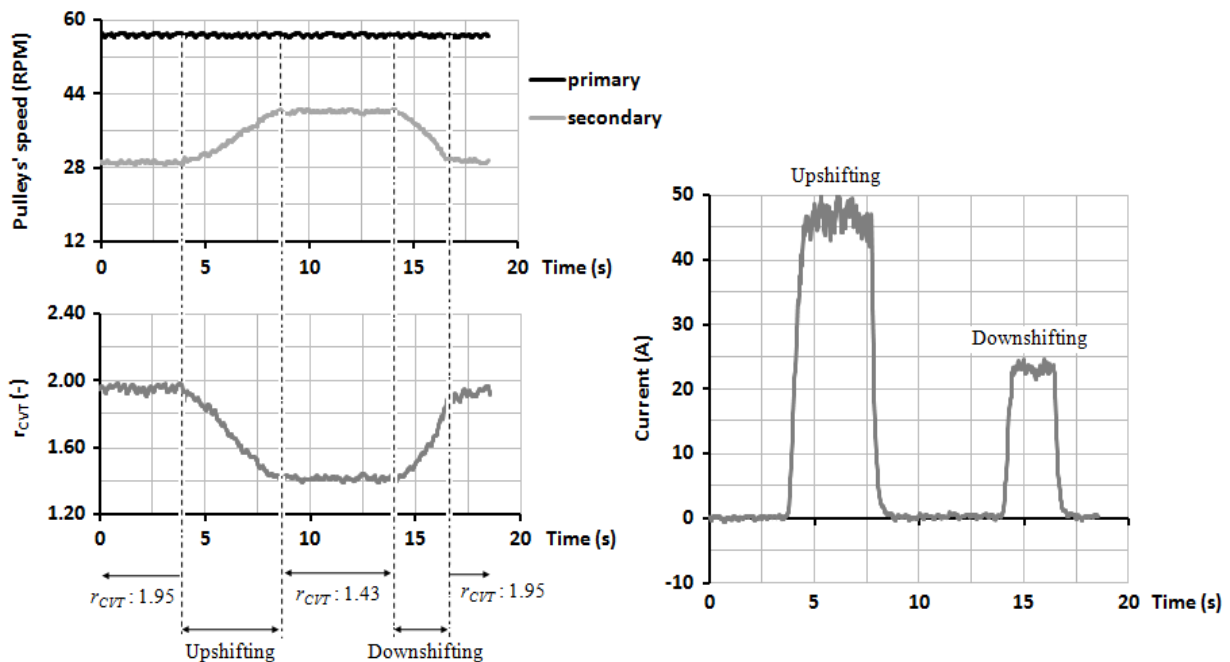 Pulleys' speed (RPM)
60
44
28
12
0
5
10
15
20
Time (s)
primary
secondary
rCVT (-)
2.40
2.00
1.60
1.20
0
5
10
15
20
Time (s)
rCVT : 1.95
rCVT : 1.43
rCVT : 1.95
Upshifting
Downshifting
Upshifting
Downshifting
Current (A)
50
40
30
20
10
0
-10
0
5
10
15
20
Time (s)